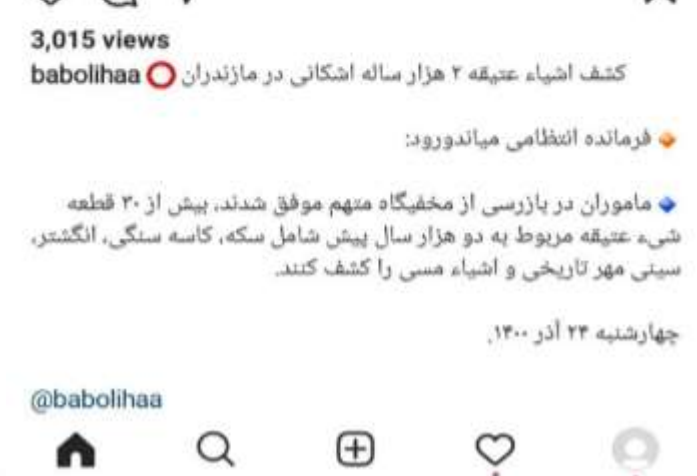 3,015 views
babolihaa ⭕ کشف اشیاء عتیقه ۲ هزار ساله اشکانی در مازندران
🔸 فرمانده انتظامی میاندورود:
🔹 ماموران در بازرسی از مخفیگاه متهم موفق شدند، بیش از ۳۰ قطعه
شیء عتیقه مربوط به دو هزار سال پیش شامل سکه، کاسه سنگی، انگشتر،
سینی مهر تاریخی و اشیاء مسی را کشف کنند.
چهارشنبه ۲۴ آذر ۱۴۰۰.
@babolihaa